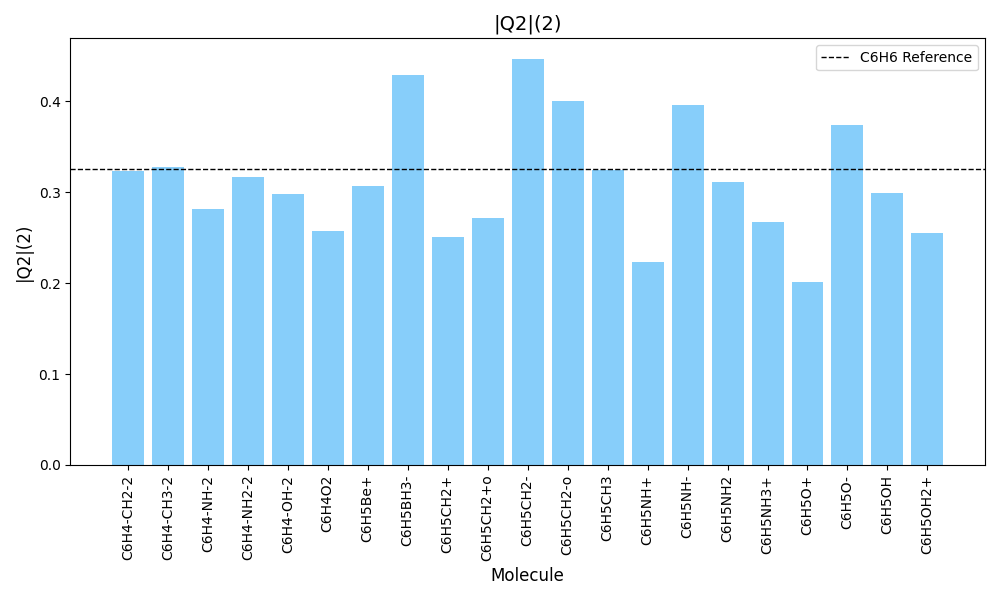 |Q2|(2)
C6H6 Reference
|Q2|(2)
0.4
0.3
0.2
0.1
0.0
C6H4-CH2-2
C6H4-CH3-2
C6H4-NH-2
C6H4-NH2-2
C6H4-OH-2
C6H4O2
C6H5Be+
C6H5BH3-
C6H5CH2+
C6H5CH2+o
C6H5CH2-
C6H5CH2-o
C6H5CH3
C6H5NH+
C6H5NH-
C6H5NH2
C6H5NH3+
C6H5O+
C6H5O-
C6H5OH
C6H5OH2+
Molecule